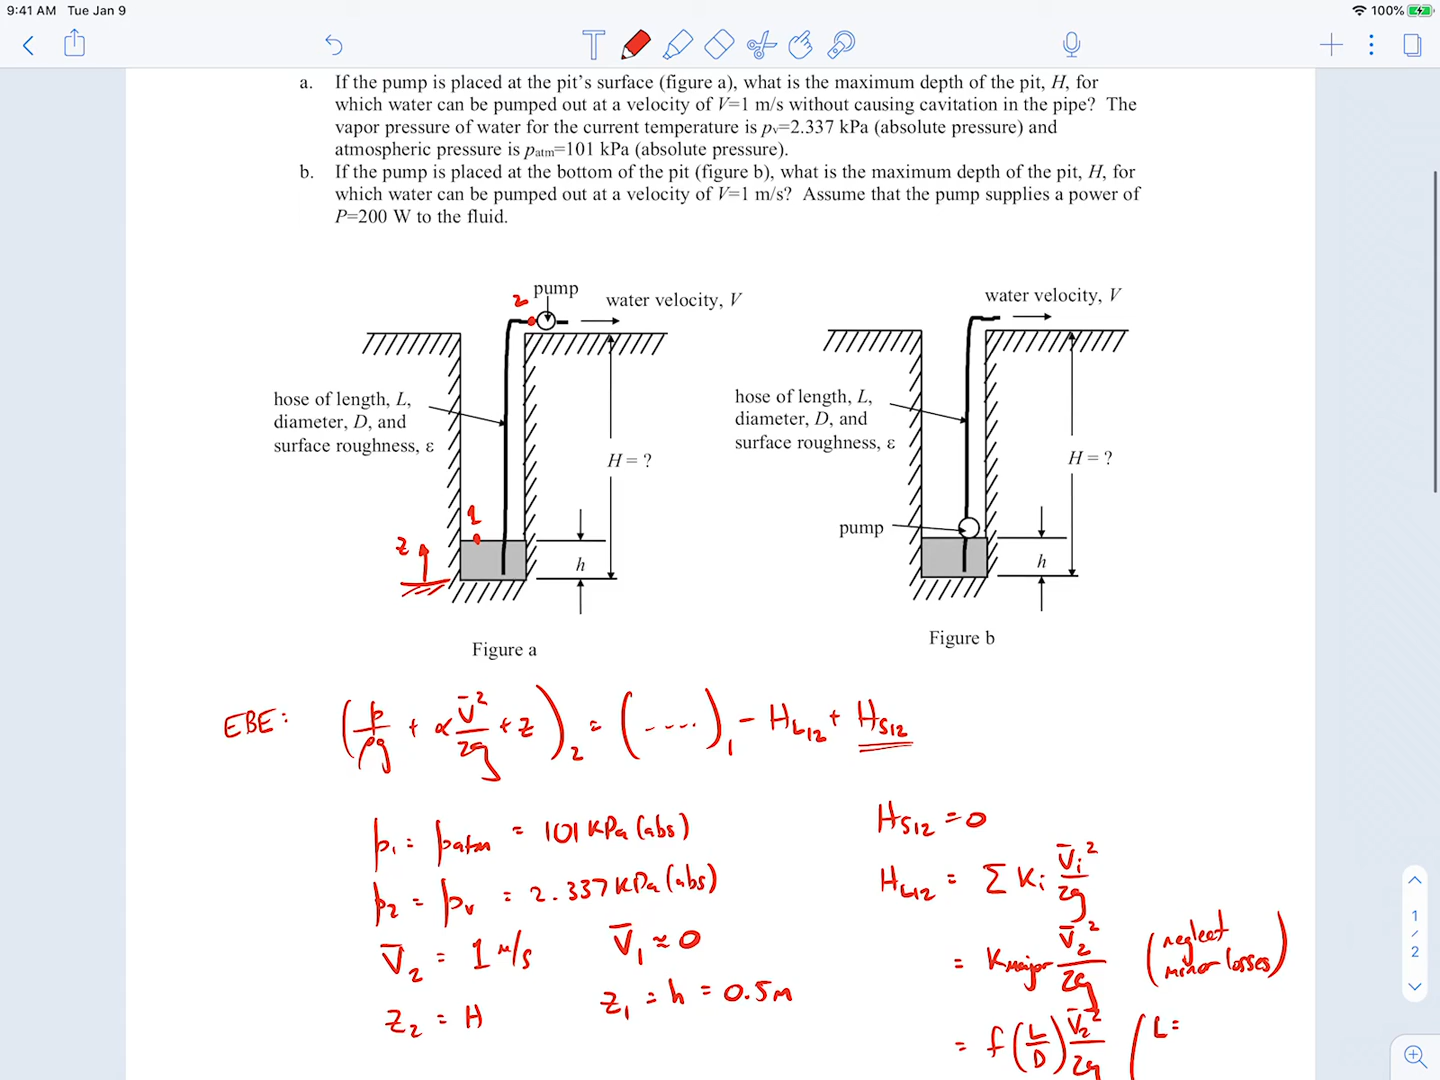 9:41 AM Tue Jan 9
100%
a. If the pump is placed at the pit's surface (figure a), what is the maximum depth of the pit, H, for
which water can be pumped out at a velocity of V=1 m/s without causing cavitation in the pipe? The
vapor pressure of water for the current temperature is pv=2.337 kPa (absolute pressure) and
atmospheric pressure is patm=101 kPa (absolute pressure).
b. If the pump is placed at the bottom of the pit (figure b), what is the maximum depth of the pit, H, for
which water can be pumped out at a velocity of V=1 m/s? Assume that the pump supplies a power of
P=200 W to the fluid.
2
pump
water velocity, V
hose of length, L,
diameter, D, and
surface roughness, ε
H = ?
1
z
h
Figure a
water velocity, V
hose of length, L,
diameter, D, and
surface roughness, ε
H = ?
pump
h
Figure b
EBE: (p/ρg + α V̄²/2g + z)₂ = (....)₁ - H_L12 + H_S12
p₁ = patm = 101 kPa (abs)
p₂ = pv = 2.337 kPa (abs)
V̄₂ = 1 m/s V̄₁ ≈ 0
z₂ = H z₁ = h = 0.5 m
H_S12 = 0
H_L12 = Σ Ki V̄i²/2g
= Kmajor V̄₂²/2g (neglect minor losses)
= f (L/D) V̄₂²/2g (L=
1
/
2